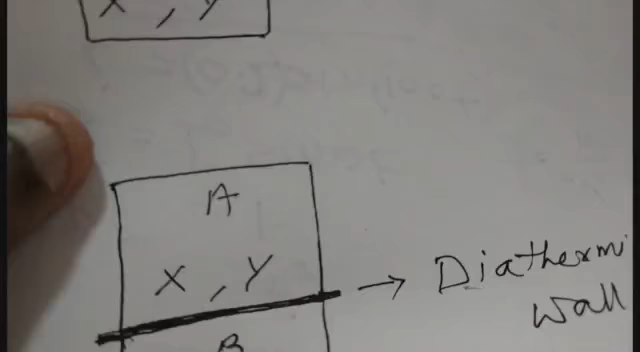 X, Y
A
X, Y → Diathermi
wall
B